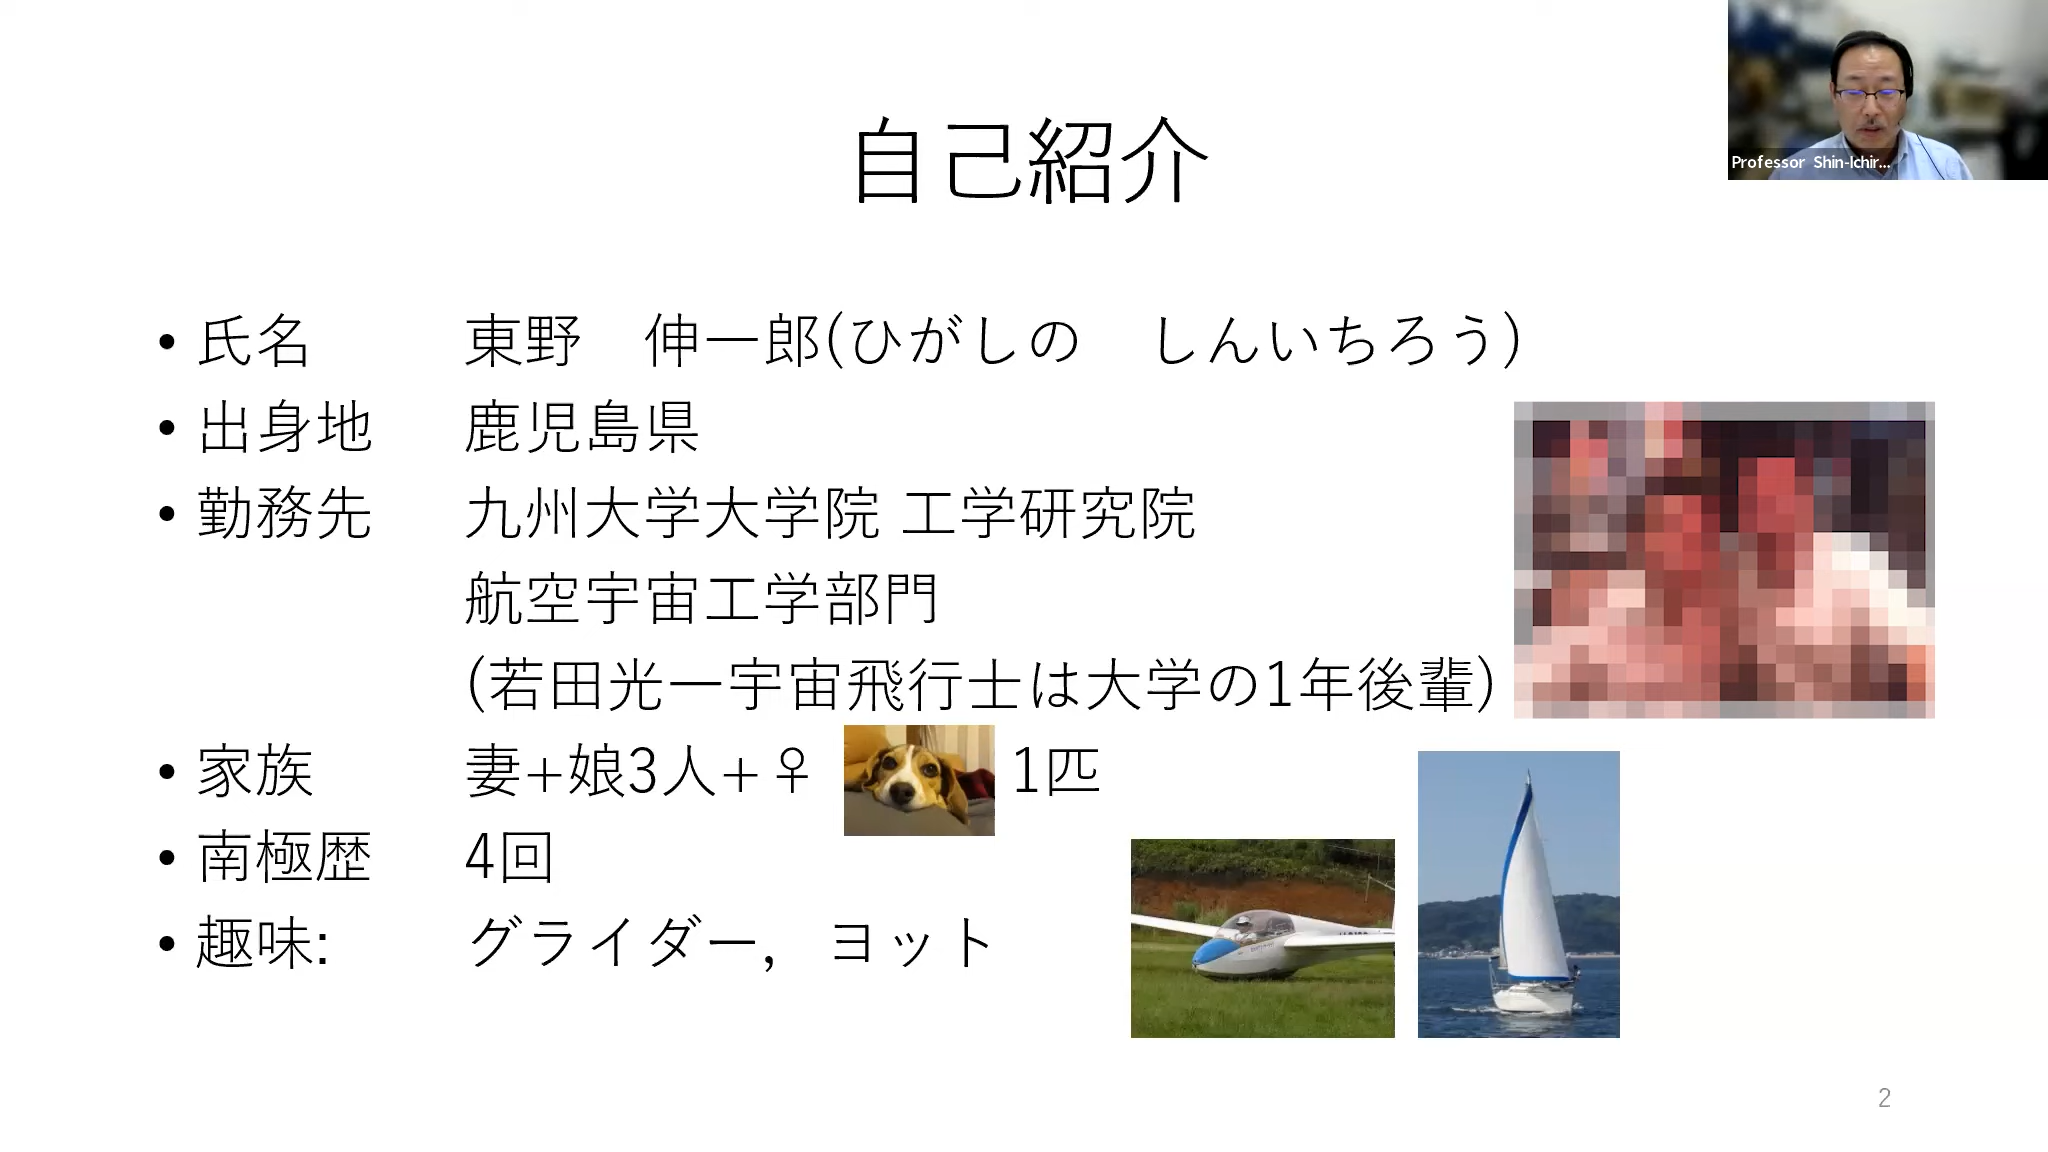 自己紹介
Professor Shin-Ichir...
• 氏名 東野　伸一郎(ひがしの　しんいちろう)
• 出身地 鹿児島県
• 勤務先 九州大学大学院 工学研究院
航空宇宙工学部門
(若田光一宇宙飛行士は大学の1年後輩)
• 家族 妻+娘3人+♀ 1匹
• 南極歴 4回
• 趣味: グライダー，ヨット
2